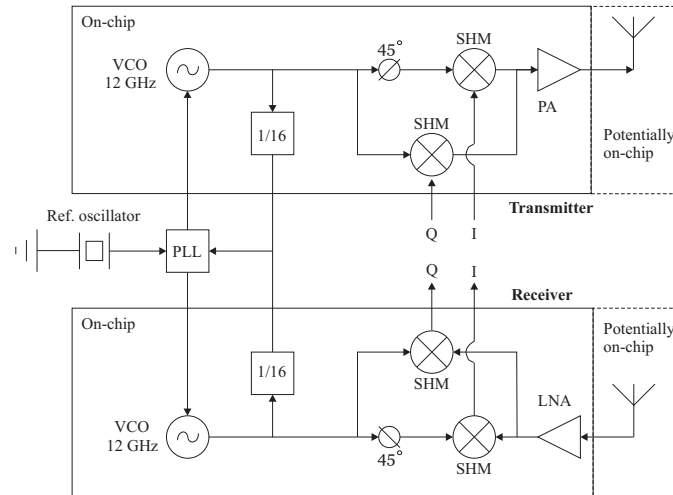 On-chip
VCO
12 GHz
45°
SHM
PA
1/16
SHM
Potentially
on-chip
Transmitter
Ref. oscillator
PLL
Q
I
Q
I
Receiver
On-chip
Potentially
on-chip
1/16
SHM
LNA
VCO
12 GHz
45°
SHM